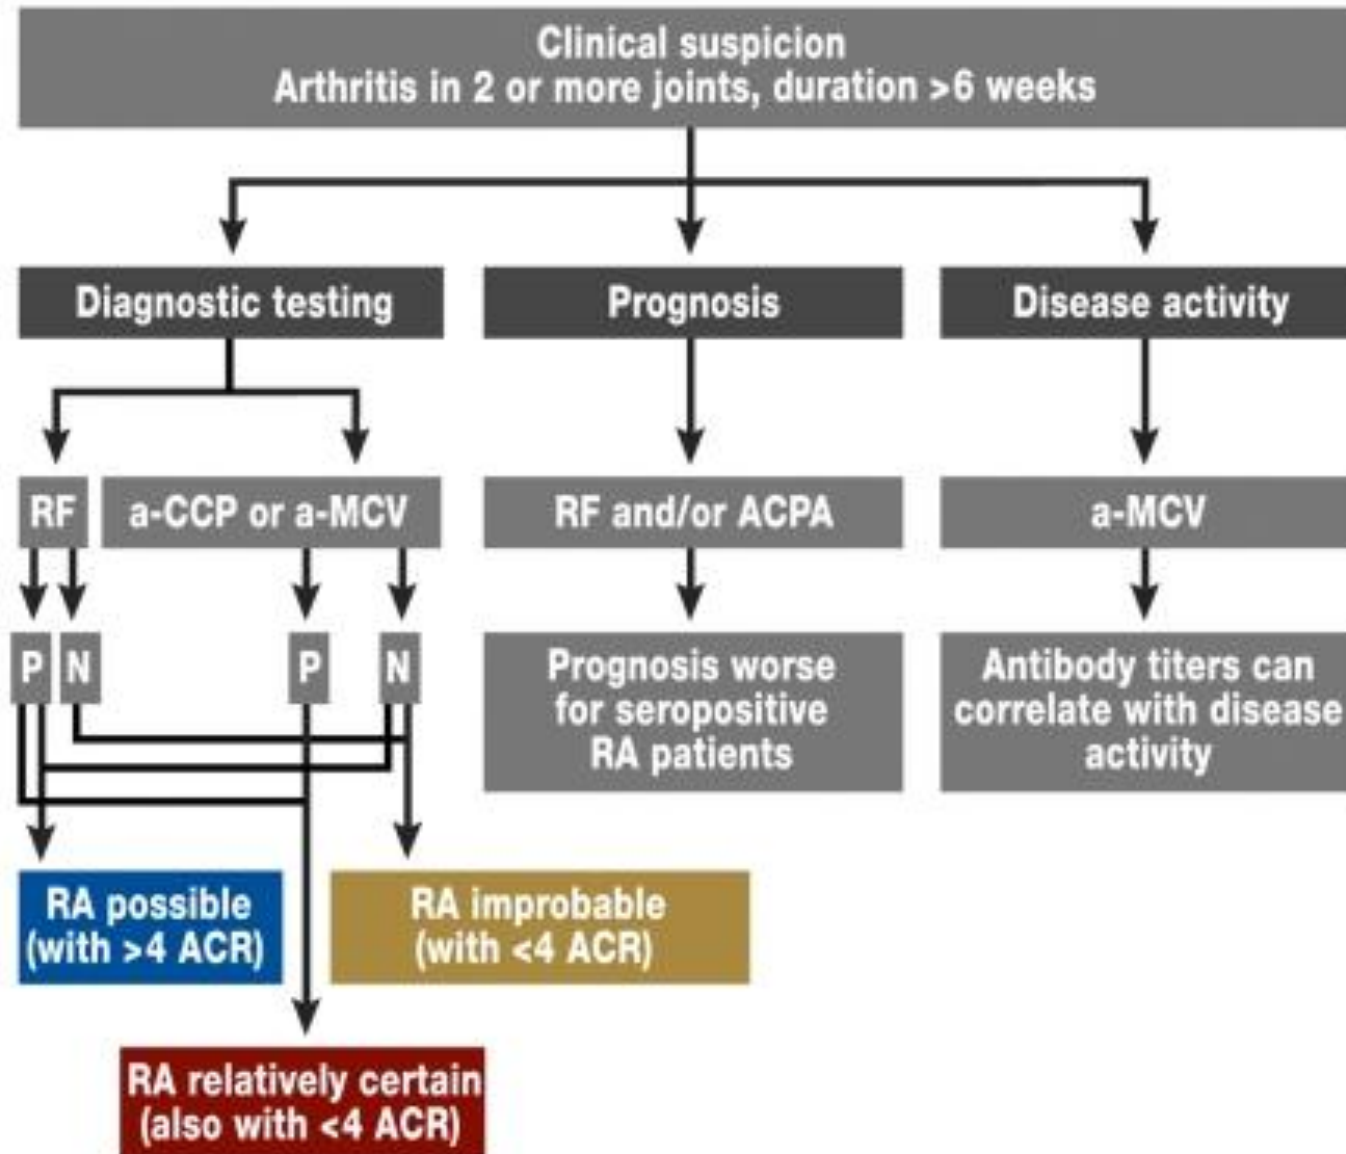 Clinical suspicion
Arthritis in 2 or more joints, duration >6 weeks
Diagnostic testing
Prognosis
Disease activity
RF
a-CCP or a-MCV
RF and/or ACPA
a-MCV
P
N
P
N
Prognosis worse
for seropositive
RA patients
Antibody titers can
correlate with disease
activity
RA possible
(with >4 ACR)
RA improbable
(with <4 ACR)
RA relatively certain
(also with <4 ACR)